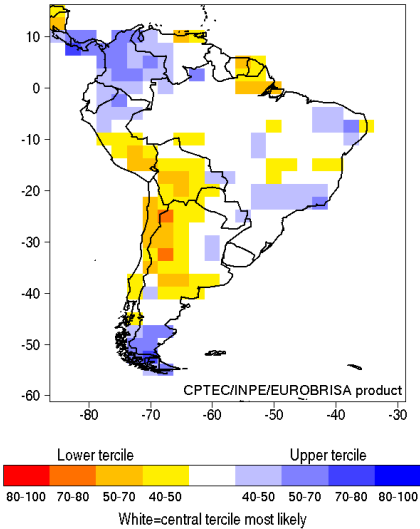 10
0
-10
-20
-30
-40
-50
-60
CPTEC/INPE/EUROBRISA product
-80 -70 -60 -50 -40 -30
Lower tercile Upper tercile
80-100 70-80 50-70 40-50 40-50 50-70 70-80 80-100
White=central tercile most likely